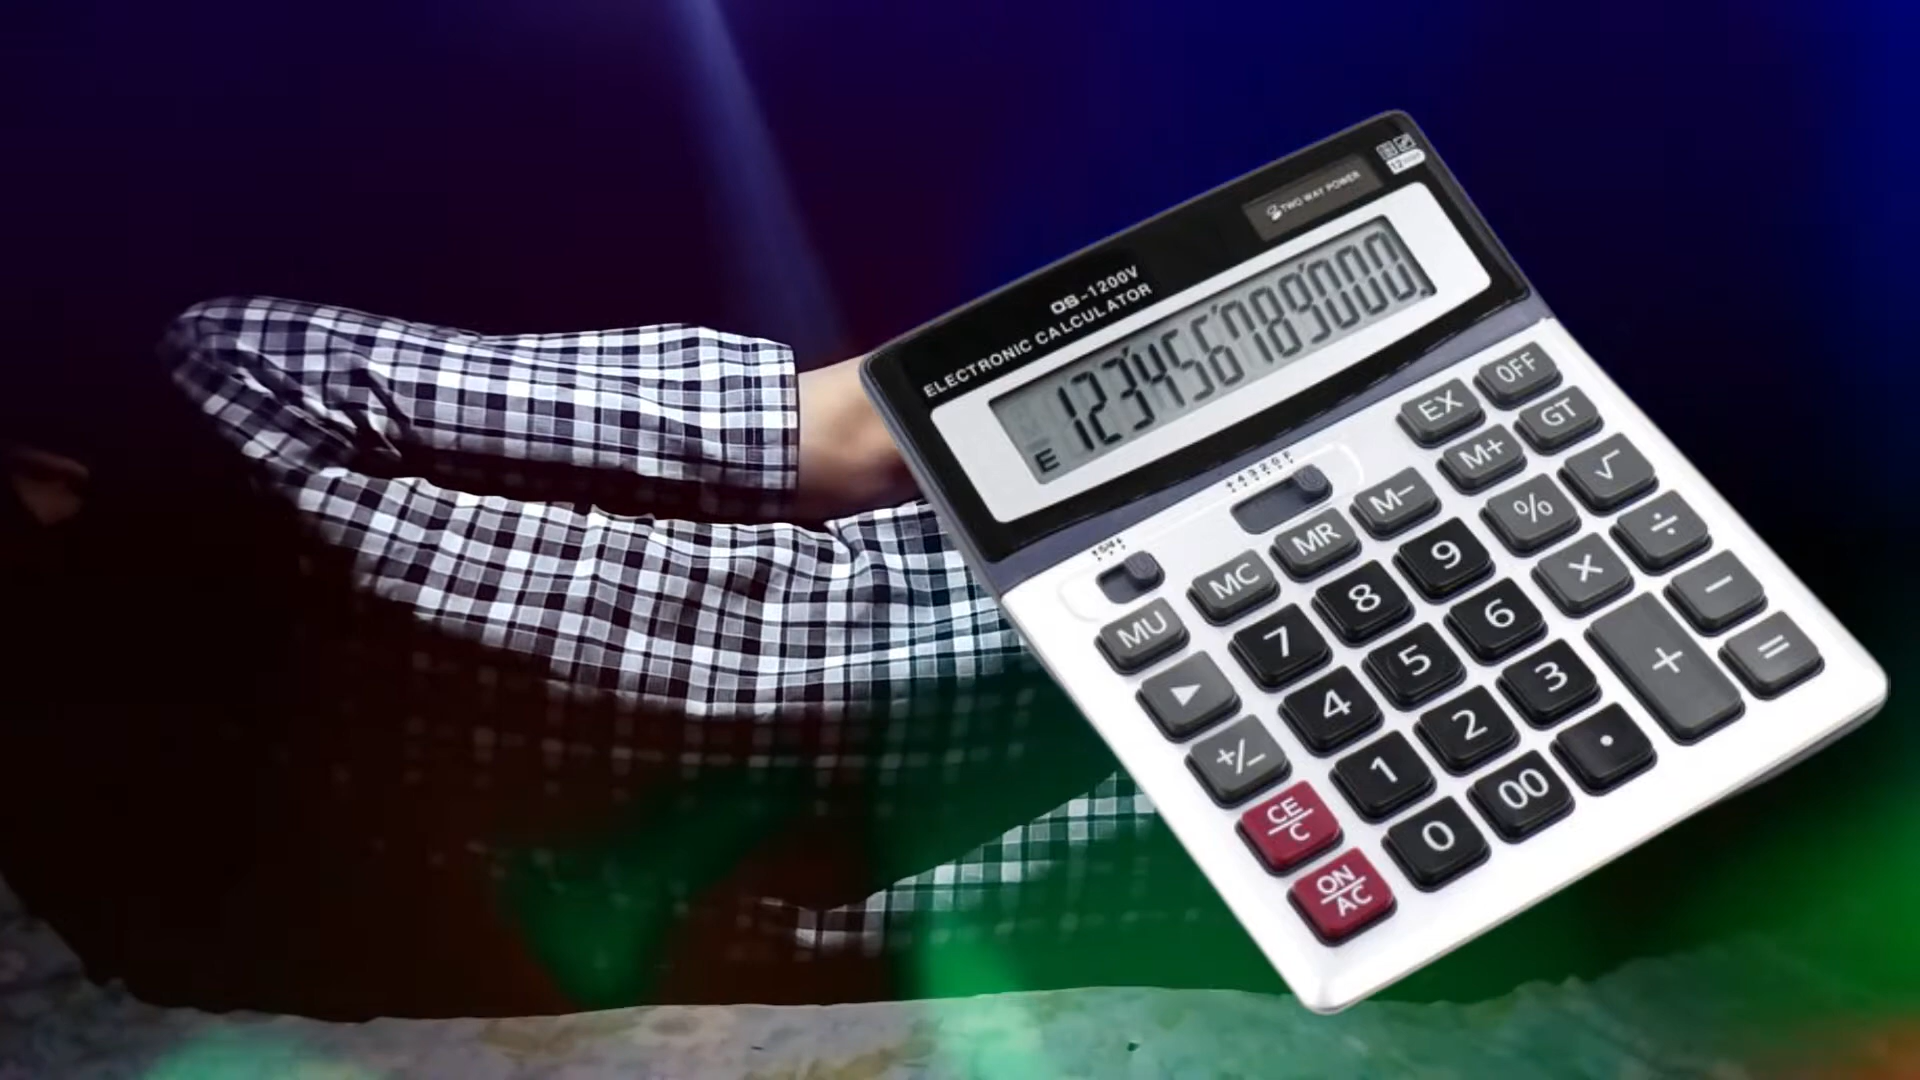 TWO WAY POWER
OS-1200V
ELECTRONIC CALCULATOR
123456789000.
E
OFF
EX
GT
M+
√
M−
%
÷
MR
9
×
−
MC
8
6
+
=
MU
7
5
3
▶
4
2
•
+/−
1
00
CE/C
0
ON/AC